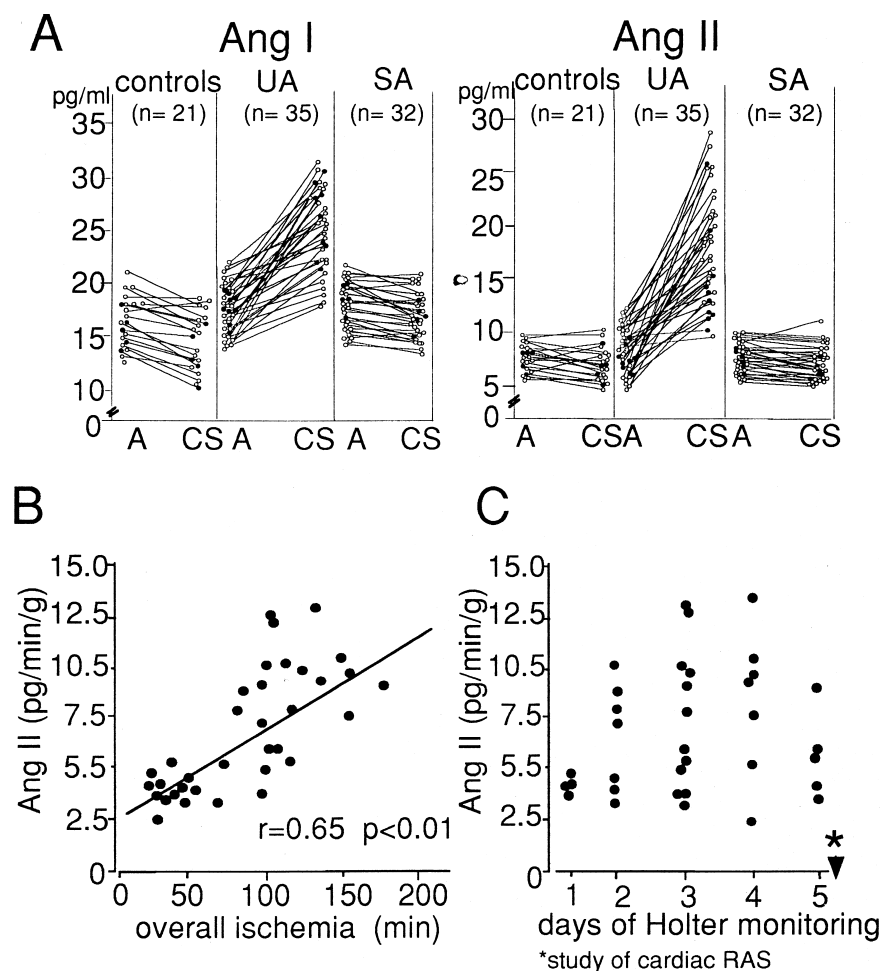 A
Ang I
Ang II
pg/ml
controls
UA
SA
(n= 21)
(n= 35)
(n= 32)
35
30
25
20
15
10
0
A
CS
A
CS
A
CS
pg/ml
controls
UA
SA
(n= 21)
(n= 35)
(n= 32)
30
25
20
15
10
5
0
A
CS
A
CS
A
CS
B
Ang II (pg/min/g)
15.0
12.5
10.5
7.5
5.5
2.5
0
r=0.65 p<0.01
0
50
100
150
200
overall ischemia (min)
C
Ang II (pg/min/g)
15.0
12.5
10.5
7.5
5.5
2.5
0
*
1
2
3
4
5
days of Holter monitoring
*study of cardiac RAS